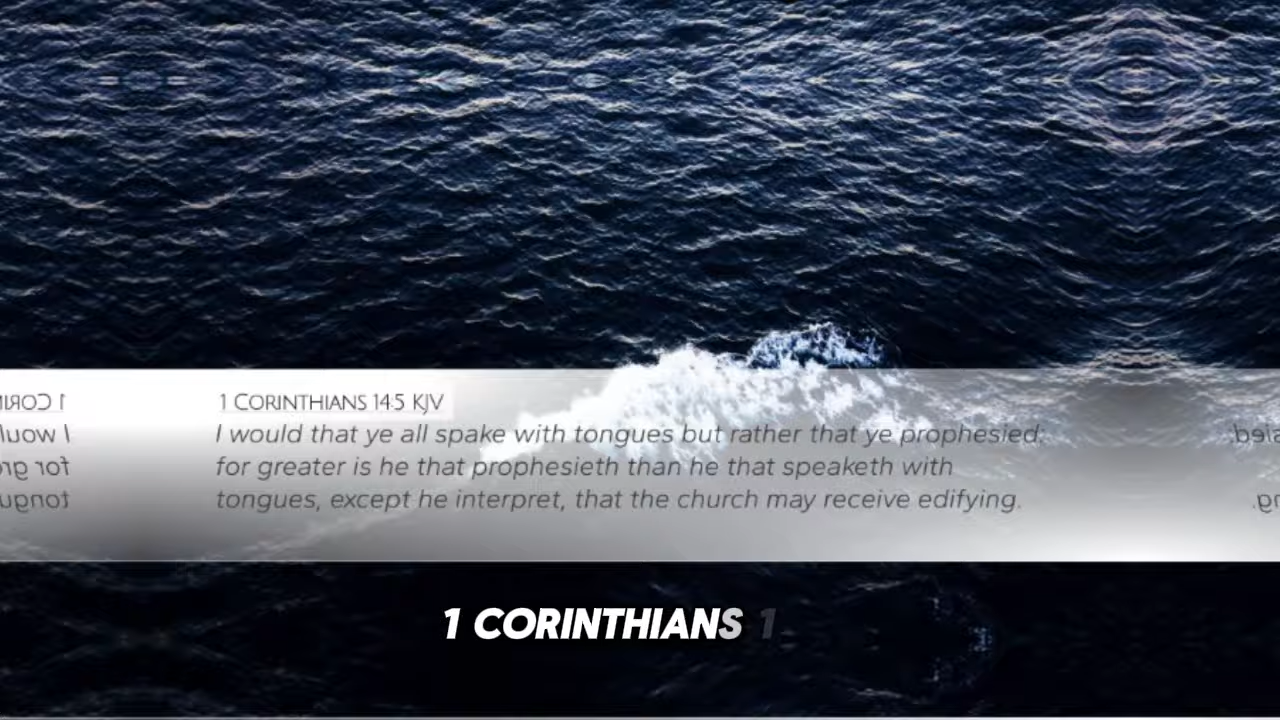 1 CORINTHIANS 14:5 KJV
I would that ye all spake with tongues but rather that ye prophesied:
for greater is he that prophesieth than he that speaketh with
tongues, except he interpret, that the church may receive edifying.
1 CORINTHIANS 1